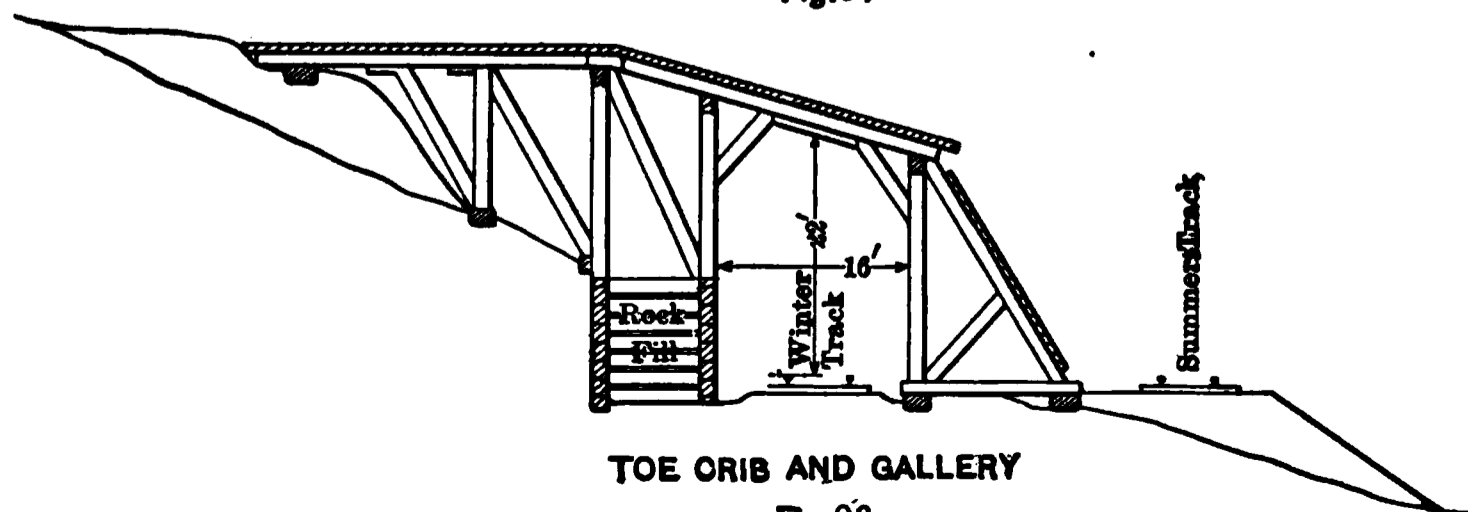 22'
16'
Winter
Track
Rock
Fill
Summer Track
TOE CRIB AND GALLERY